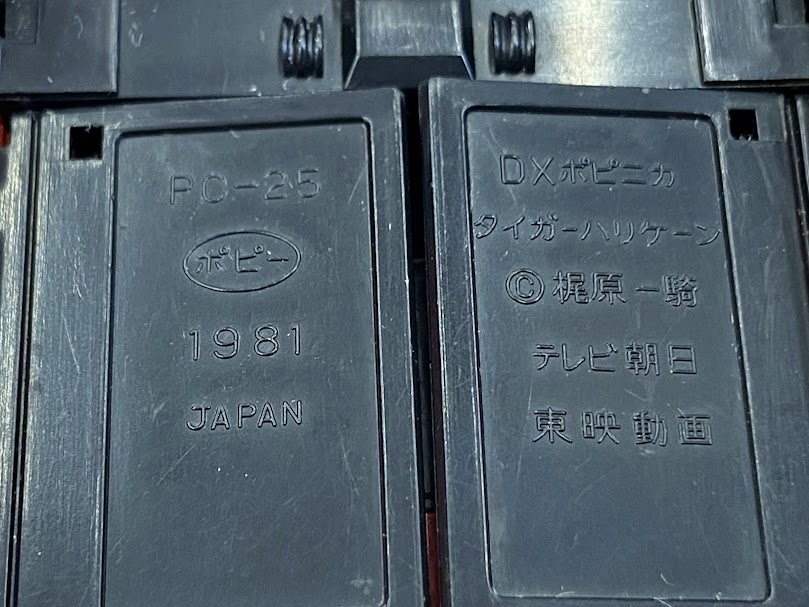 PC-25
ポピー
1981
JAPAN
DXポピニカ
タイガーハリケーン
©梶原一騎
テレビ朝日
東映動画